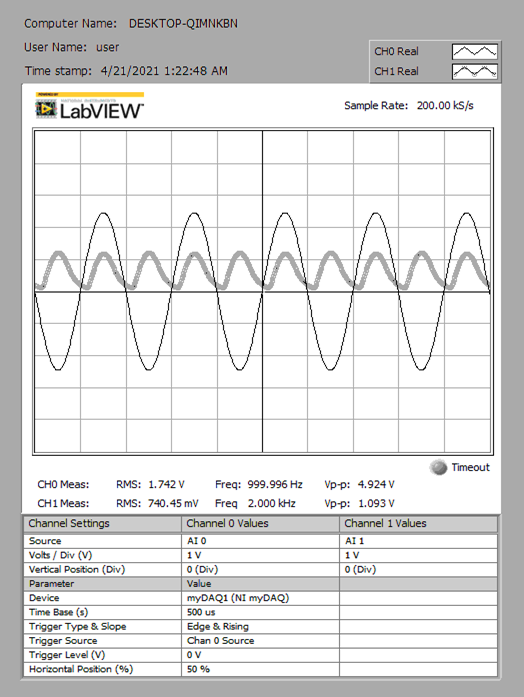 Computer Name: DESKTOP-QIMNKBN
User Name: user
Time stamp: 4/21/2021 1:22:48 AM
CH0 Real
CH1 Real
POWERED BY
NATIONAL INSTRUMENTS
LabVIEW™
Sample Rate: 200.00 kS/s
Timeout
CH0 Meas: RMS: 1.742 V Freq: 999.996 Hz Vp-p: 4.924 V
CH1 Meas: RMS: 740.45 mV Freq 2.000 kHz Vp-p: 1.093 V
Channel Settings Channel 0 Values Channel 1 Values
Source AI 0 AI 1
Volts / Div (V) 1 V 1 V
Vertical Position (Div) 0 (Div) 0 (Div)
Parameter Value
Device myDAQ1 (NI myDAQ)
Time Base (s) 500 us
Trigger Type & Slope Edge & Rising
Trigger Source Chan 0 Source
Trigger Level (V) 0 V
Horizontal Position (%) 50 %